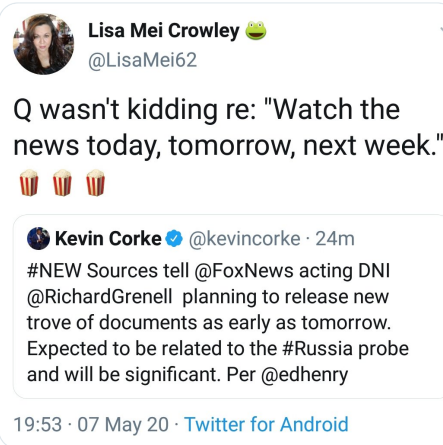 Lisa Mei Crowley 🐸
@LisaMei62
Q wasn't kidding re: "Watch the
news today, tomorrow, next week."
🍿 🍿 🍿
Kevin Corke @kevincorke · 24m
#NEW Sources tell @FoxNews acting DNI
@RichardGrenell planning to release new
trove of documents as early as tomorrow.
Expected to be related to the #Russia probe
and will be significant. Per @edhenry
19:53 · 07 May 20 · Twitter for Android